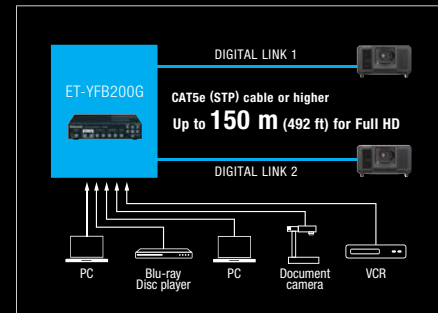 DIGITAL LINK 1
ET-YFB200G
CAT5e (STP) cable or higher
Up to 150 m (492 ft) for Full HD
DIGITAL LINK 2
PC
Blu-ray
Disc player
PC
Document
camera
VCR